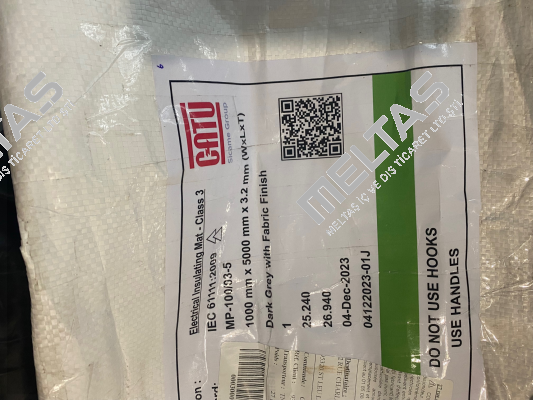 CATU
Sicame Group
Electrical Insulating Mat - Class 3
IEC 61111:2009
MP-100/33-5
1000 mm x 5000 mm x 3.2 mm (WxLxT)
Dark Grey with Fabric Finish
1
25.240
26.940
04-Dec-2023
04122023-01J
DO NOT USE HOOKS
USE HANDLES
MELTAS
MELTAS İÇ VE DIŞ TİCARET LTD ŞTİ.
MELTAS